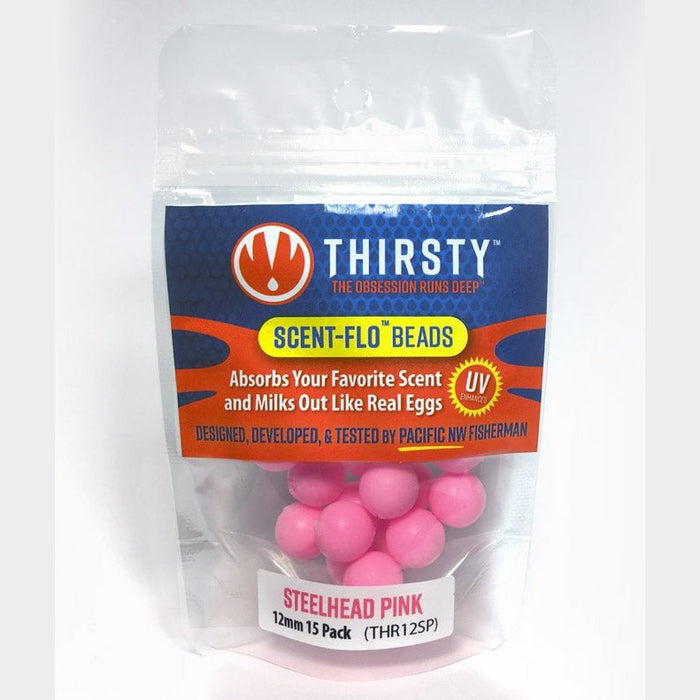 THIRSTY™
THE OBSESSION RUNS DEEP™
SCENT-FLO™ BEADS
Absorbs Your Favorite Scent
and Milks Out Like Real Eggs
UV
ENHANCED
DESIGNED, DEVELOPED, & TESTED BY PACIFIC NW FISHERMAN
STEELHEAD PINK
12mm 15 Pack (THR12SP)